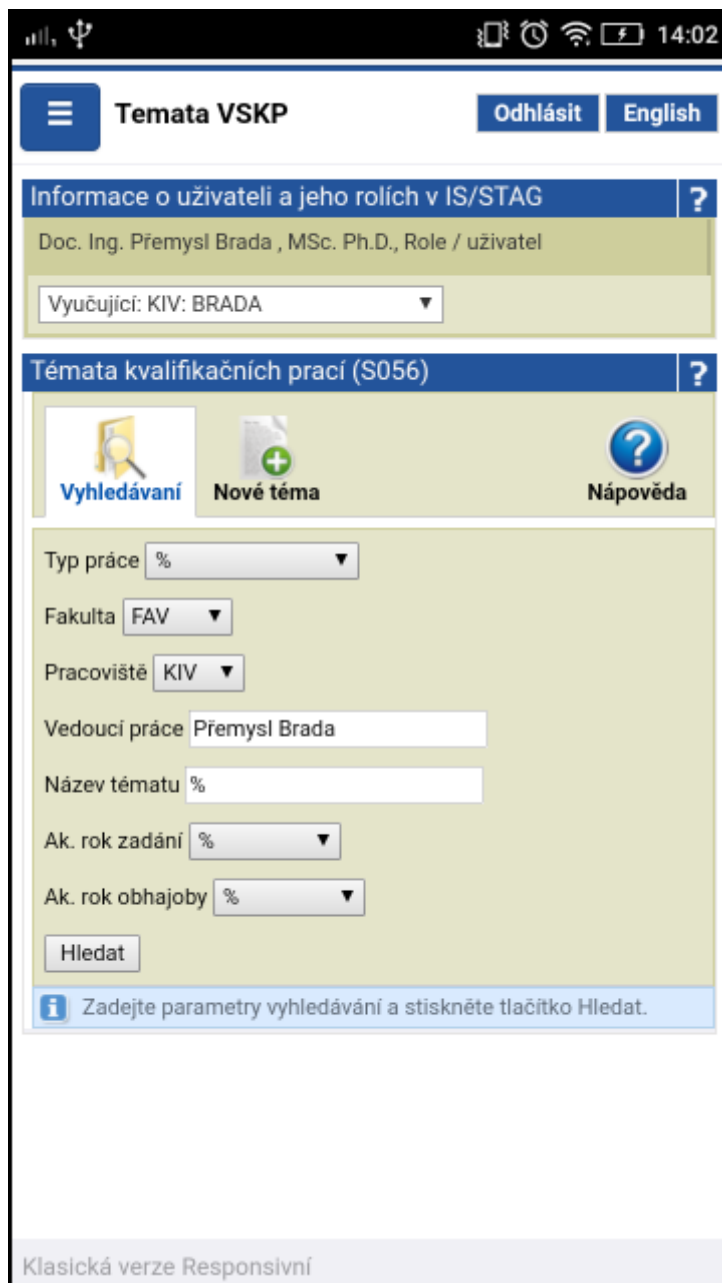 14:02
Temata VSKP Odhlásit English
Informace o uživateli a jeho rolích v IS/STAG ?
Doc. Ing. Přemysl Brada , MSc. Ph.D., Role / uživatel
Vyučující: KIV: BRADA
Témata kvalifikačních prací (S056) ?
Vyhledávaní Nové téma Nápověda
Typ práce %
Fakulta FAV
Pracoviště KIV
Vedoucí práce Přemysl Brada
Název tématu %
Ak. rok zadání %
Ak. rok obhajoby %
Hledat
Zadejte parametry vyhledávání a stiskněte tlačítko Hledat.
Klasická verze Responsivní